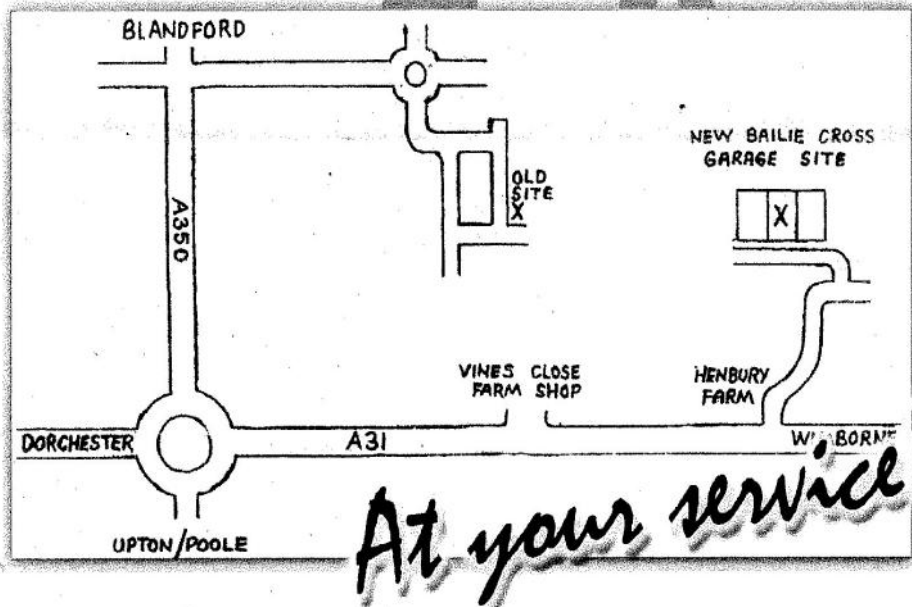 BLANDFORD
NEW BAILIE CROSS
GARAGE SITE
X
OLD
SITE
X
A350
VINES CLOSE
FARM SHOP
HENBURY
FARM
DORCHESTER
A31
UPTON/POOLE
At your service